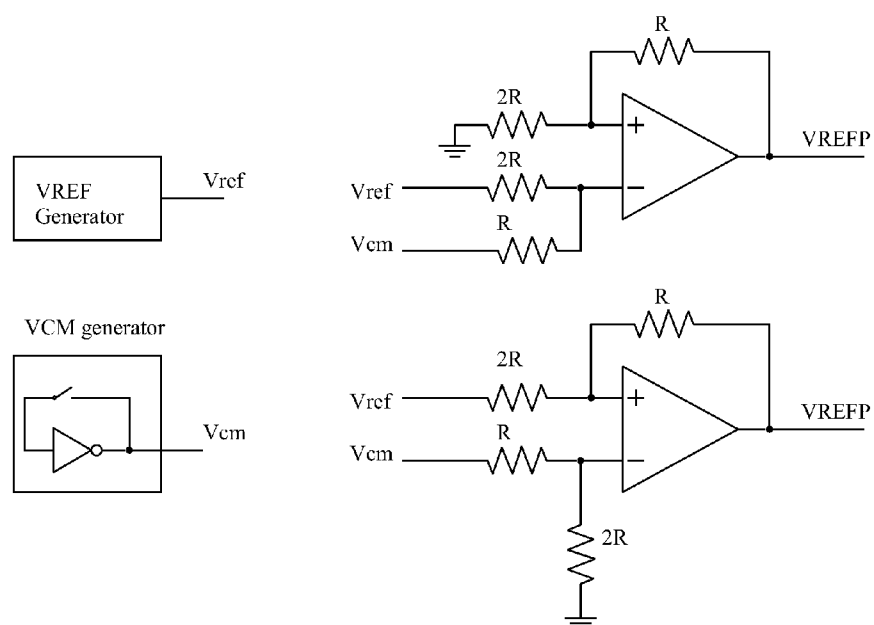 VREF
Generator
Vref
VCM generator
Vcm
R
2R
+
2R
−
Vref
R
Vcm
VREFP
R
2R
Vref
+
R
Vcm
−
VREFP
2R